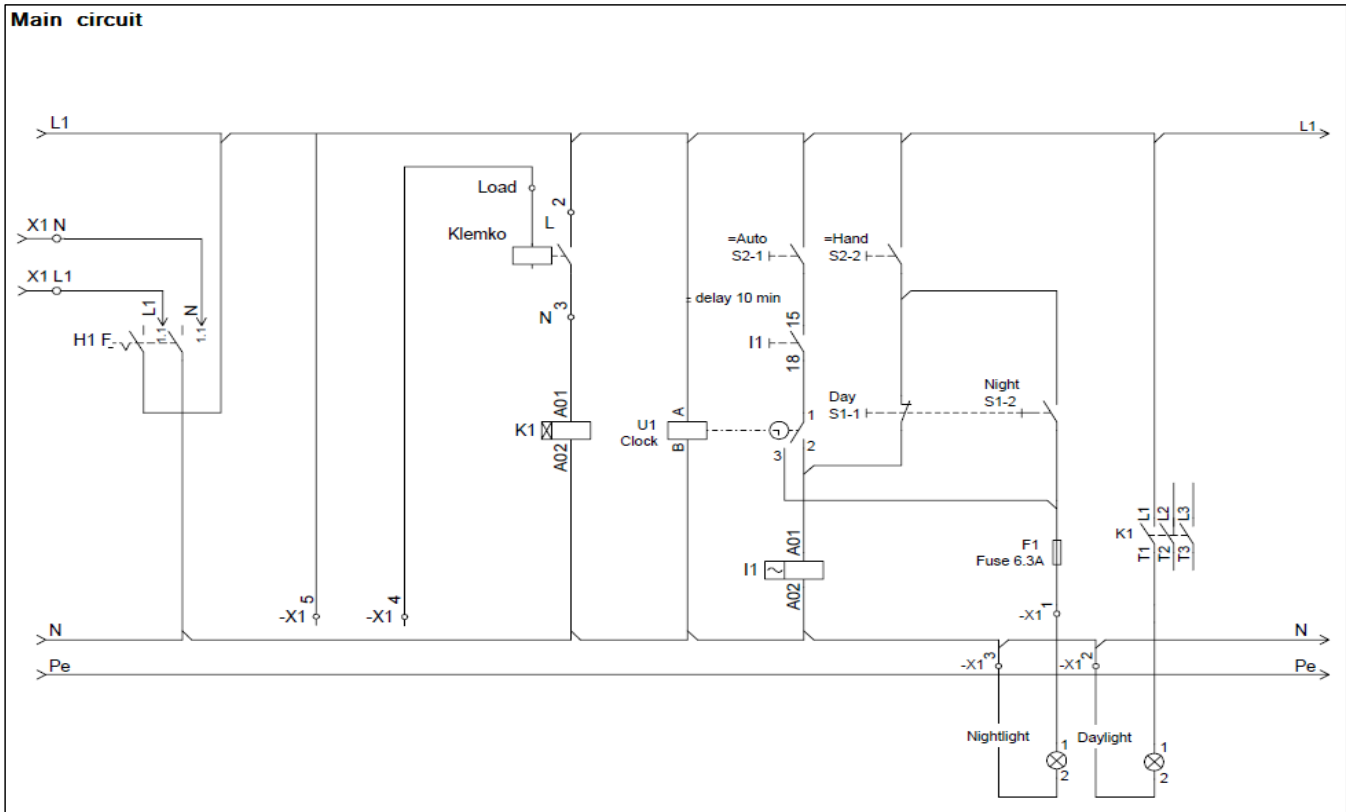 Main circuit
L1
L1
X1 N
X1 L1
L1
1.1
N
1.1
H1 F
Load
Klemko
2
L
3
N
=Auto
S2-1
=Hand
S2-2
delay 10 min
15
I1
18
Day
S1-1
Night
S1-2
K1
A01
A02
U1
Clock
A
B
1
2
3
I1
A01
A02
F1
Fuse 6.3A
K1
L1
L2
L3
T1
T2
T3
-X1 5
-X1 4
-X1 1
N
N
-X1 3
-X1 2
Pe
Pe
Nightlight
1
2
Daylight
1
2